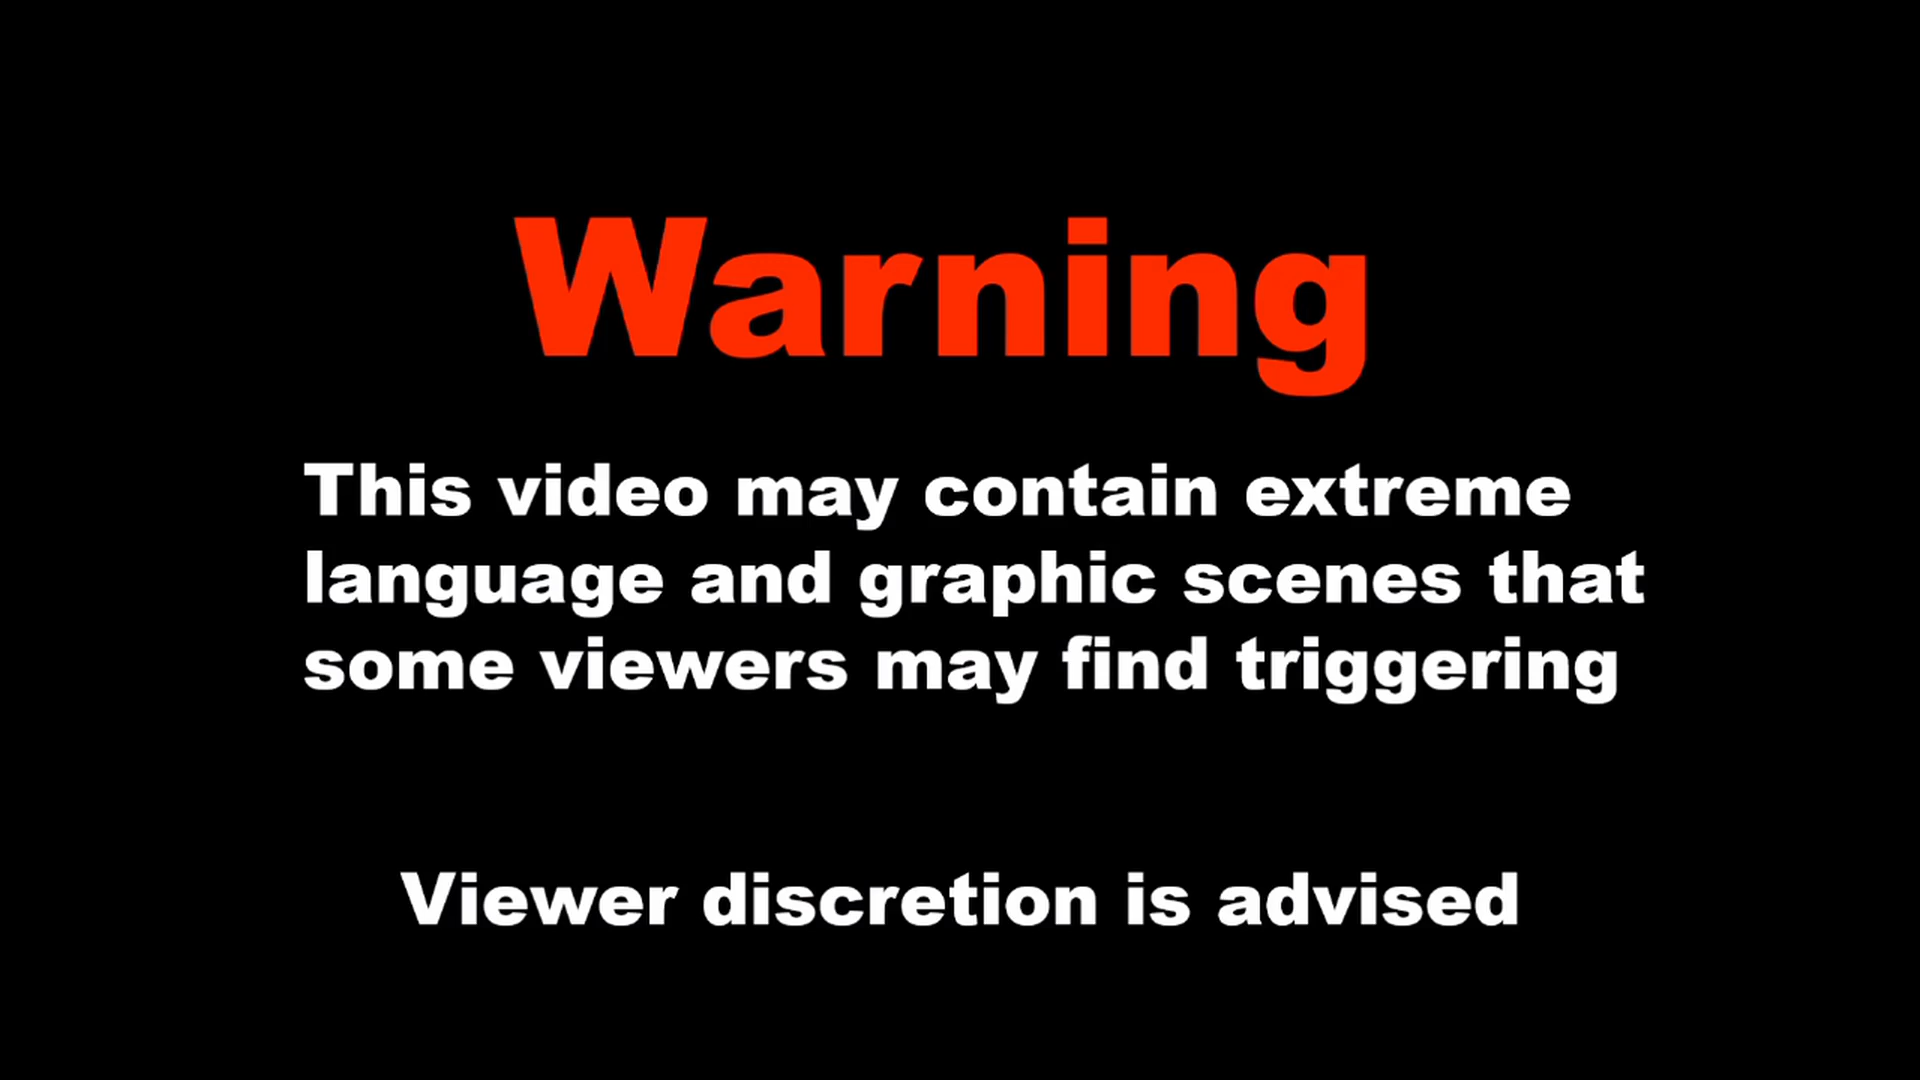 Warning
This video may contain extreme
language and graphic scenes that
some viewers may find triggering
Viewer discretion is advised